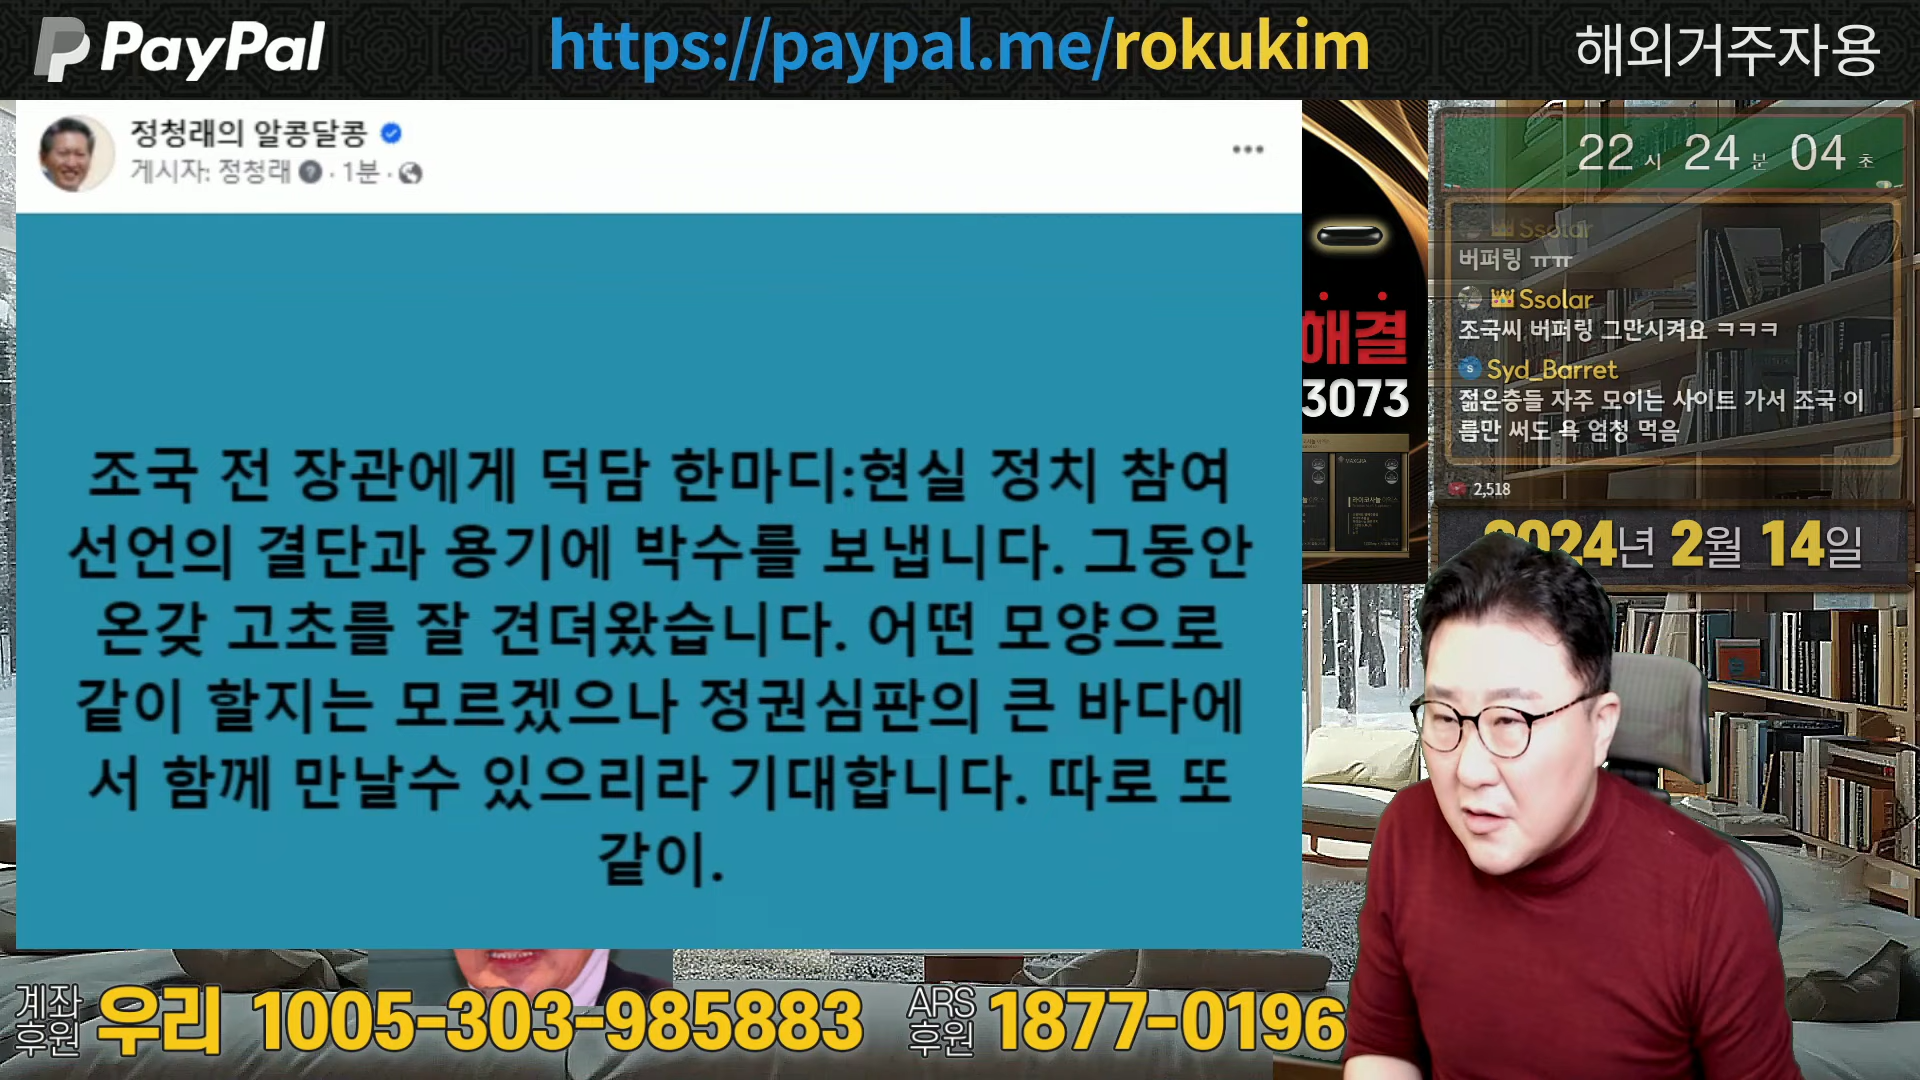 PayPal
https://paypal.me/rokukim
해외거주자용
정청래의 알콩달콩
게시자: 정청래 · 1분 ·
조국 전 장관에게 덕담 한마디:현실 정치 참여
선언의 결단과 용기에 박수를 보냅니다. 그동안
온갖 고초를 잘 견뎌왔습니다. 어떤 모양으로
같이 할지는 모르겠으나 정권심판의 큰 바다에
서 함께 만날수 있으리라 기대합니다. 따로 또
같이.
해결
3073
22 시 24 분 04 초
Ssolar
버퍼링 ㅠㅠ
Ssolar
조국씨 버퍼링 그만시켜요 ㅋㅋㅋ
Syd_Barret
젊은층들 자주 모이는 사이트 가서 조국 이
름만 써도 욕 엄청 먹음
2,518
2024년 2월 14일
계좌후원 우리 1005-303-985883
ARS후원 1877-0196